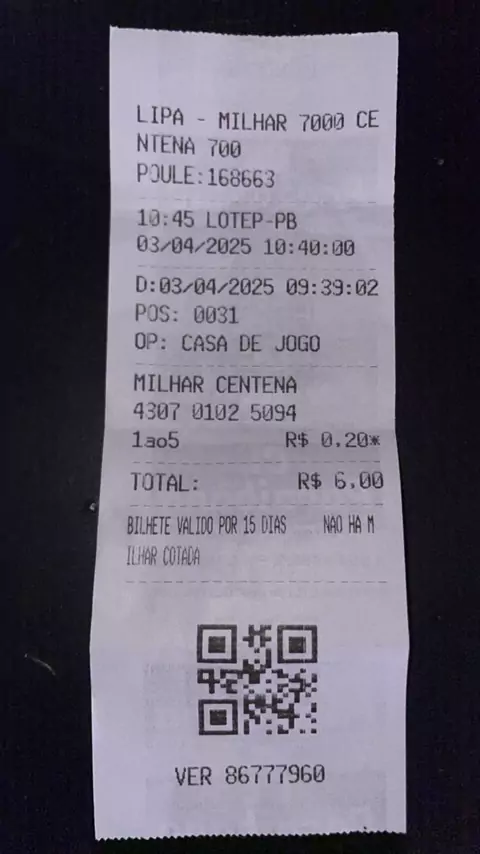 LIPA - MILHAR 7000 CE
NTENA 700
POULE:168663
10:45 LOTEP-PB
03/04/2025 10:40:00
D:03/04/2025 09:39:02
POS: 0031
OP: CASA DE JOGO
MILHAR CENTENA
4307 0102 5094
1ao5 R$ 0.20*
TOTAL: R$ 6.00
BILHETE VALIDO POR 15 DIAS NAO HA M
ILHAR COTADA
VER 86777960